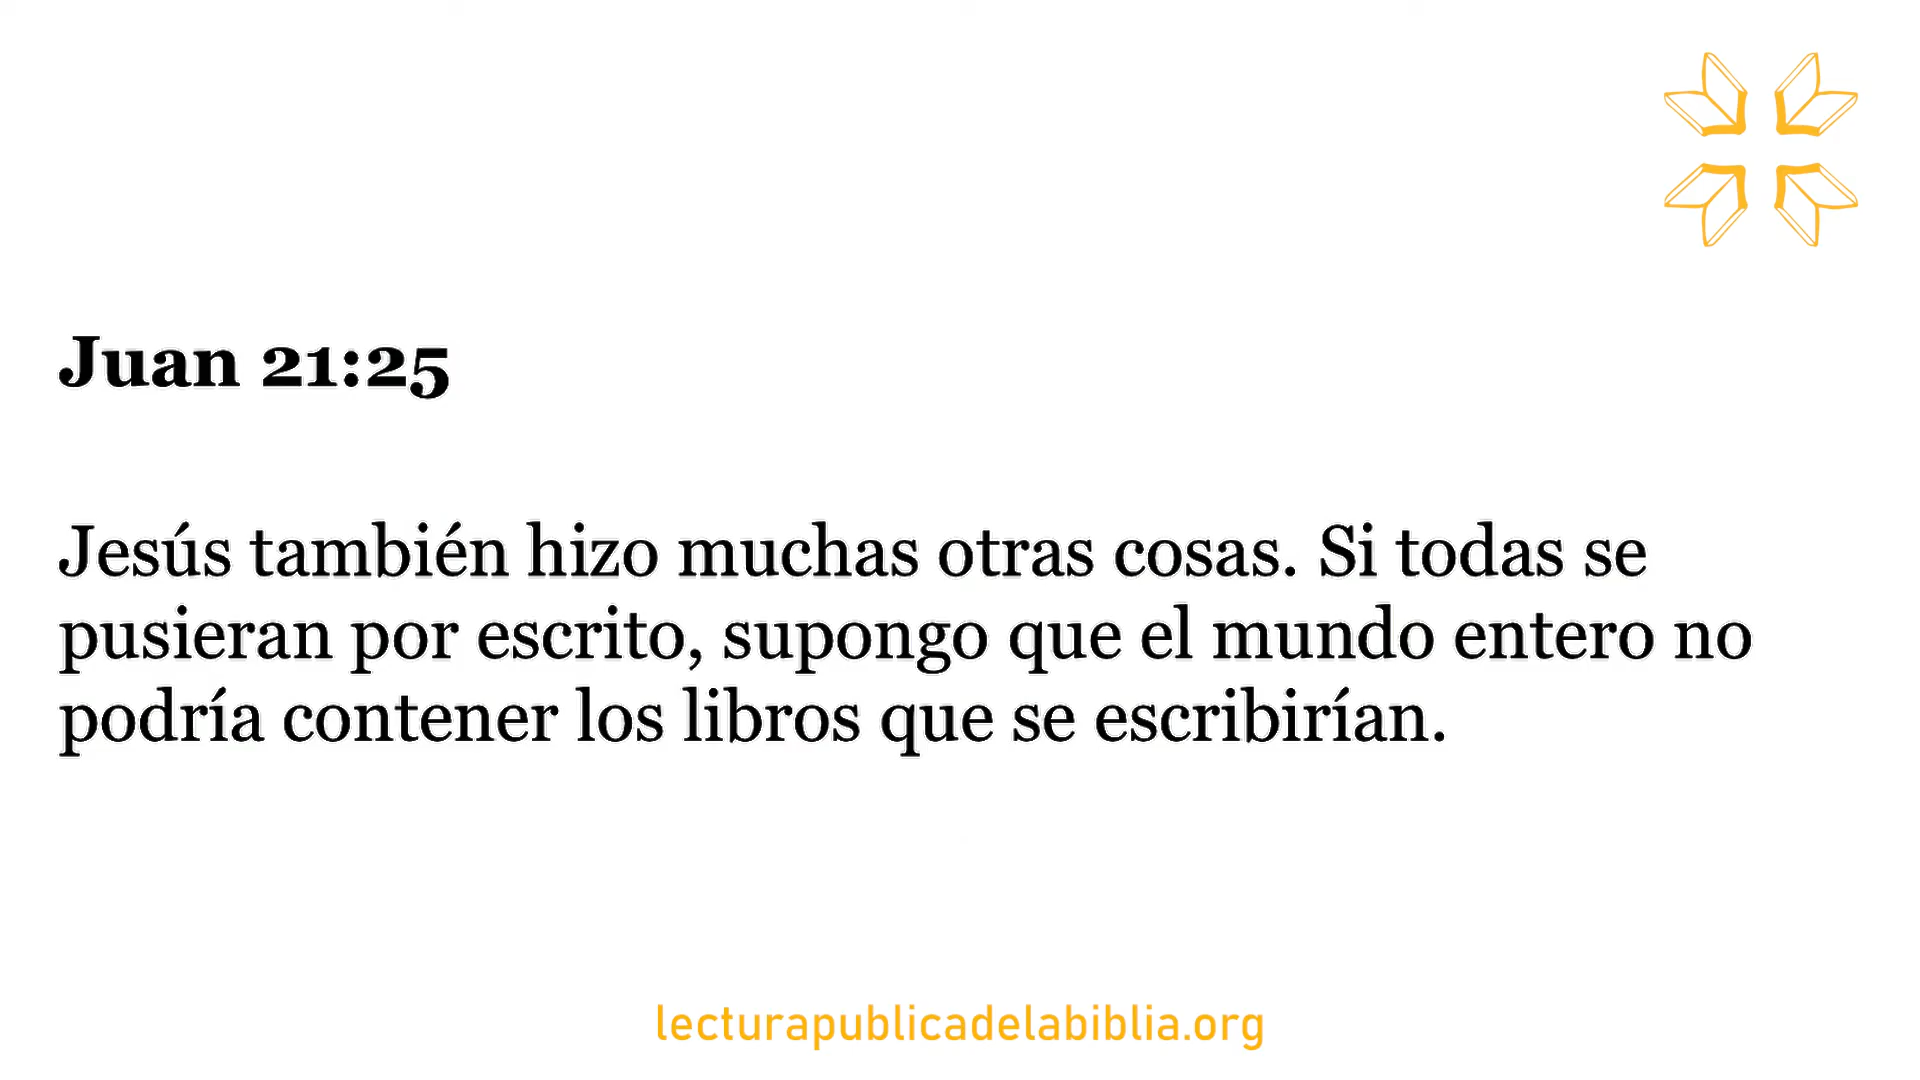 Juan 21:25
Jesús también hizo muchas otras cosas. Si todas se
pusieran por escrito, supongo que el mundo entero no
podría contener los libros que se escribirían.
lecturapublicadelabiblia.org